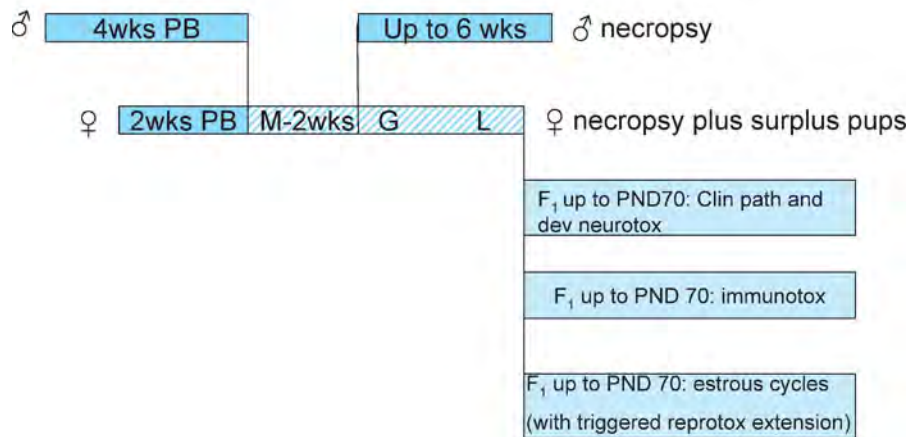 ♂ 4wks PB Up to 6 wks ♂ necropsy
♀ 2wks PB M-2wks G L ♀ necropsy plus surplus pups
F₁ up to PND70: Clin path and
dev neurotox
F₁ up to PND 70: immunotox
F₁ up to PND 70: estrous cycles
(with triggered reprotox extension)